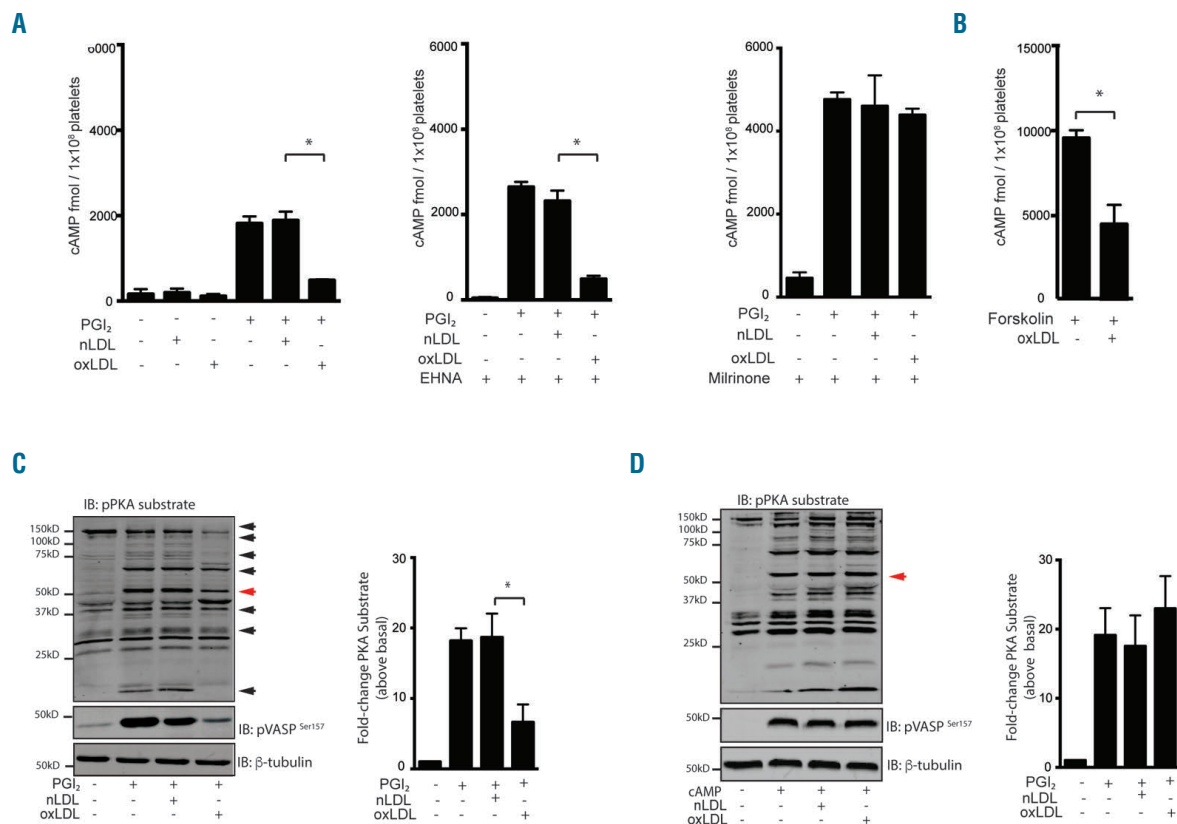 A
B
6000
4000
2000
0
cAMP fmol / 1x10⁸ platelets
*
PGI₂ - - - + + +
nLDL - + - - + -
oxLDL - - + - - +
6000
4000
2000
0
cAMP fmol / 1x10⁸ platelets
*
PGI₂ - + + +
nLDL - - + -
oxLDL - - - +
EHNA + + + +
6000
4000
2000
0
cAMP fmol / 1x10⁸ platelets
PGI₂ - + + +
nLDL - - + -
oxLDL - - - +
Milrinone + + + +
15000
10000
5000
0
cAMP fmol / 1x10⁸ platelets
*
Forskolin + +
oxLDL - +
C
D
IB: pPKA substrate
150kD
100kD
75kD
50kD
37kD
25kD
50kD
IB: pVASP Ser157
50kD
IB: β-tubulin
PGI₂ - + + +
nLDL - - + -
oxLDL - - - +
30
20
10
0
Fold-change PKA Substrate
(above basal)
*
PGI₂ - + + +
nLDL - - + -
oxLDL - - - +
IB: pPKA substrate
150kD
100kD
75kD
50kD
37kD
25kD
50kD
IB: pVASP Ser157
50kD
IB: β-tubulin
cAMP - + + +
nLDL - - + -
oxLDL - - - +
30
20
10
0
Fold-change PKA Substrate
(above basal)
PGI₂ - + + +
nLDL - - + -
oxLDL - - - +